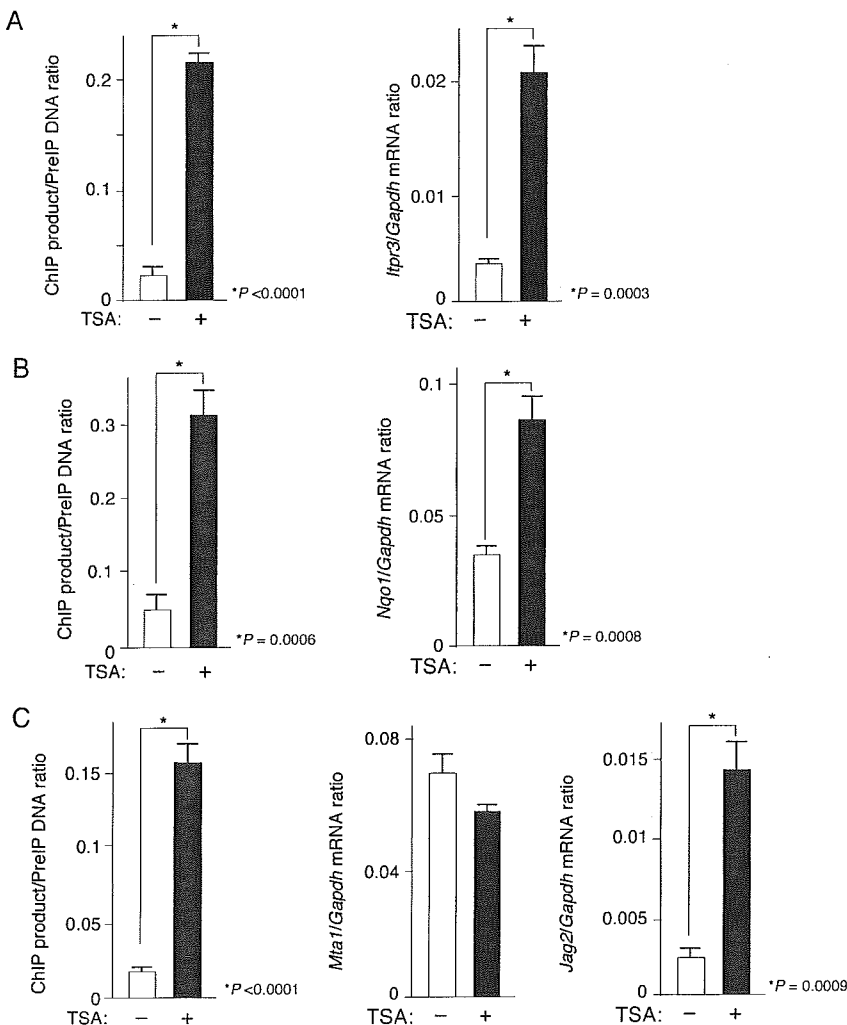 A
ChIP product/PreIP DNA ratio
0.2
0.1
0
*
TSA: − +
*P <0.0001
Itpr3/Gapdh mRNA ratio
0.02
0.01
0
*
− +
*P = 0.0003
B
ChIP product/PreIP DNA ratio
0.3
0.2
0.1
0
*
TSA: − +
*P = 0.0006
Nqo1/Gapdh mRNA ratio
0.1
0.05
0
*
TSA: − +
*P = 0.0008
C
ChIP product/PreIP DNA ratio
0.15
0.1
0.05
0
*
TSA: − +
*P <0.0001
Mta1/Gapdh mRNA ratio
0.08
0.04
0
TSA: − +
Jag2/Gapdh mRNA ratio
0.015
0.01
0.005
0
*
TSA: − +
*P = 0.0009